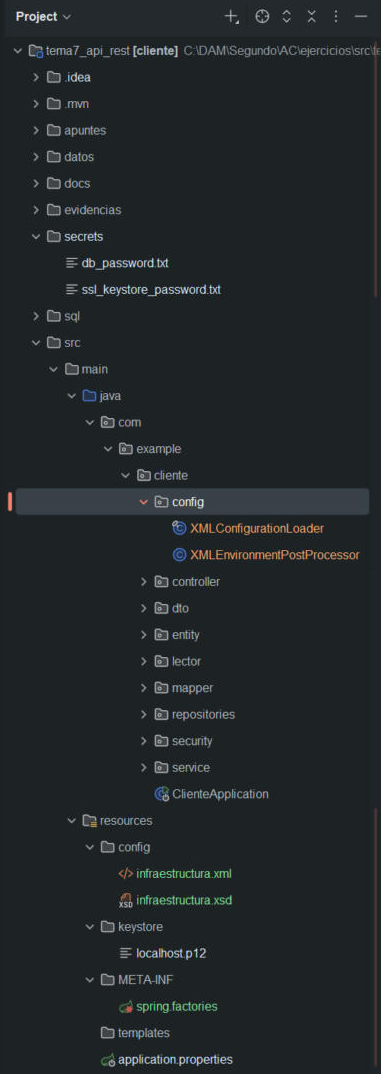 Project
tema7_api_rest [cliente] C:\DAM\Segundo\AC\ejercicios\src\te
.idea
.mvn
apuntes
datos
docs
evidencias
secrets
db_password.txt
ssl_keystore_password.txt
sql
src
main
java
com
example
cliente
config
XMLConfigurationLoader
XMLEnvironmentPostProcessor
controller
dto
entity
lector
mapper
repositories
security
service
ClienteApplication
resources
config
infraestructura.xml
XSD infraestructura.xsd
keystore
localhost.p12
META-INF
spring.factories
templates
application.properties